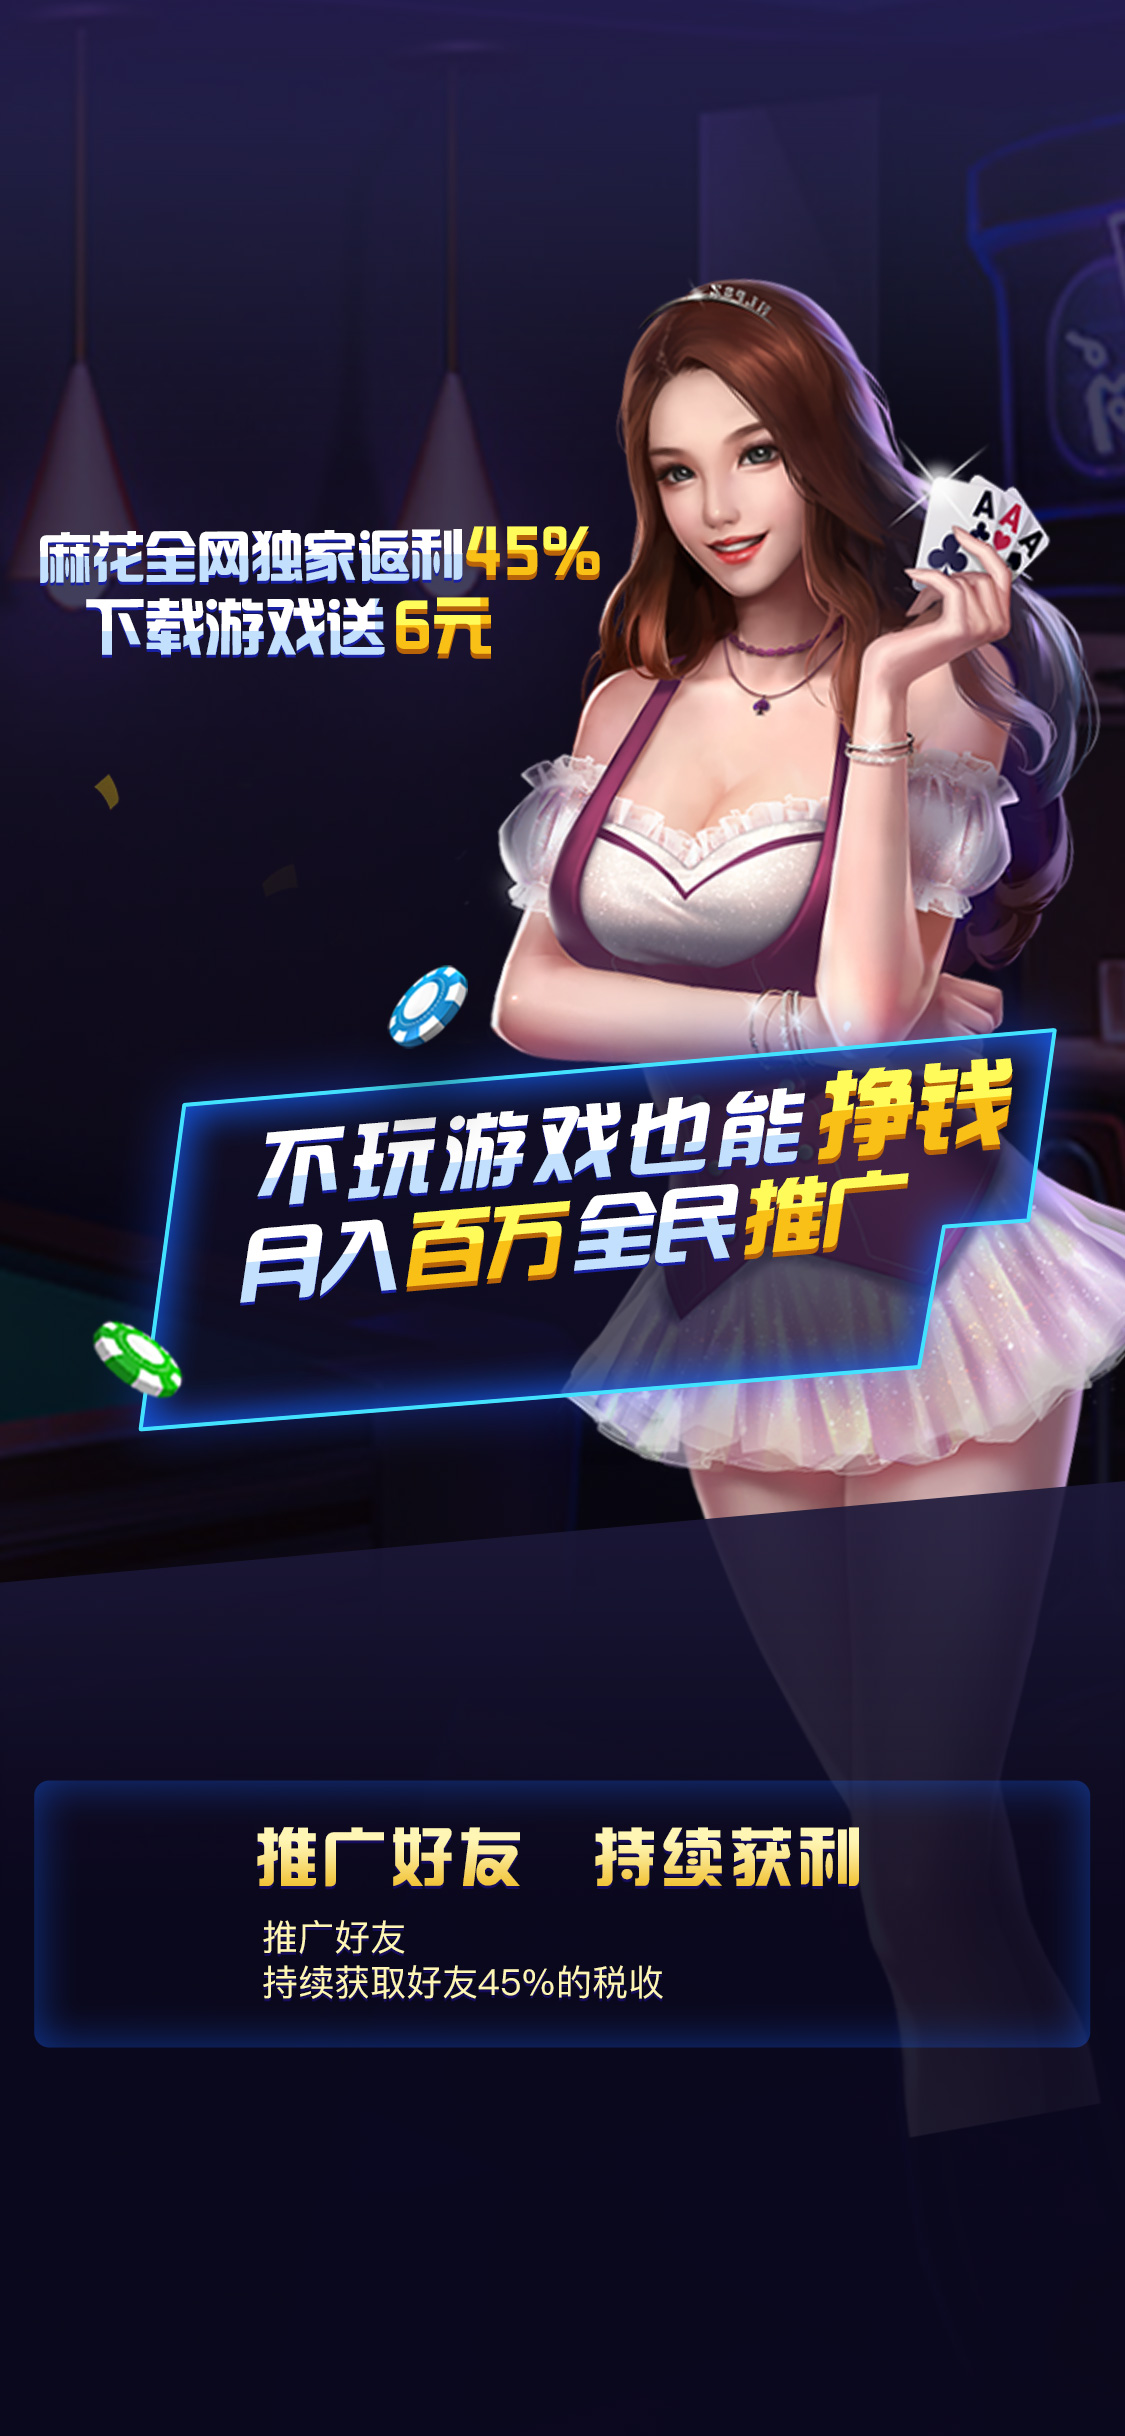 麻花全网独家返利45%
下载游戏送6元
A A A
不玩游戏也能挣钱
月入百万全民推广
推广好友 持续获利
推广好友
持续获取好友45%的税收